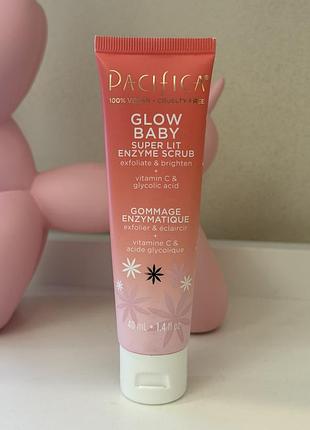 PACIFICA®
100% VEGAN • CRUELTY-FREE
GLOW
BABY
SUPER LIT
ENZYME SCRUB
exfoliate & brighten
+
vitamin C &
glycolic acid
GOMMAGE
ENZYMATIQUE
exfolier & éclaircir
+
vitamine C &
acide glycolique
40 mL • 1.4 fl oz